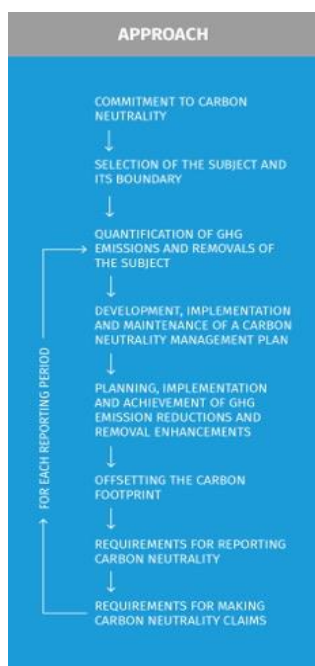 APPROACH
COMMITMENT TO CARBON
NEUTRALITY
SELECTION OF THE SUBJECT AND
ITS BOUNDARY
QUANTIFICATION OF GHG
EMISSIONS AND REMOVALS OF
THE SUBJECT
DEVELOPMENT, IMPLEMENTATION
AND MAINTENANCE OF A CARBON
NEUTRALITY MANAGEMENT PLAN
PLANNING, IMPLEMENTATION
AND ACHIEVEMENT OF GHG
EMISSION REDUCTIONS AND
REMOVAL ENHANCEMENTS
OFFSETTING THE CARBON
FOOTPRINT
REQUIREMENTS FOR REPORTING
CARBON NEUTRALITY
REQUIREMENTS FOR MAKING
CARBON NEUTRALITY CLAIMS
FOR EACH REPORTING PERIOD